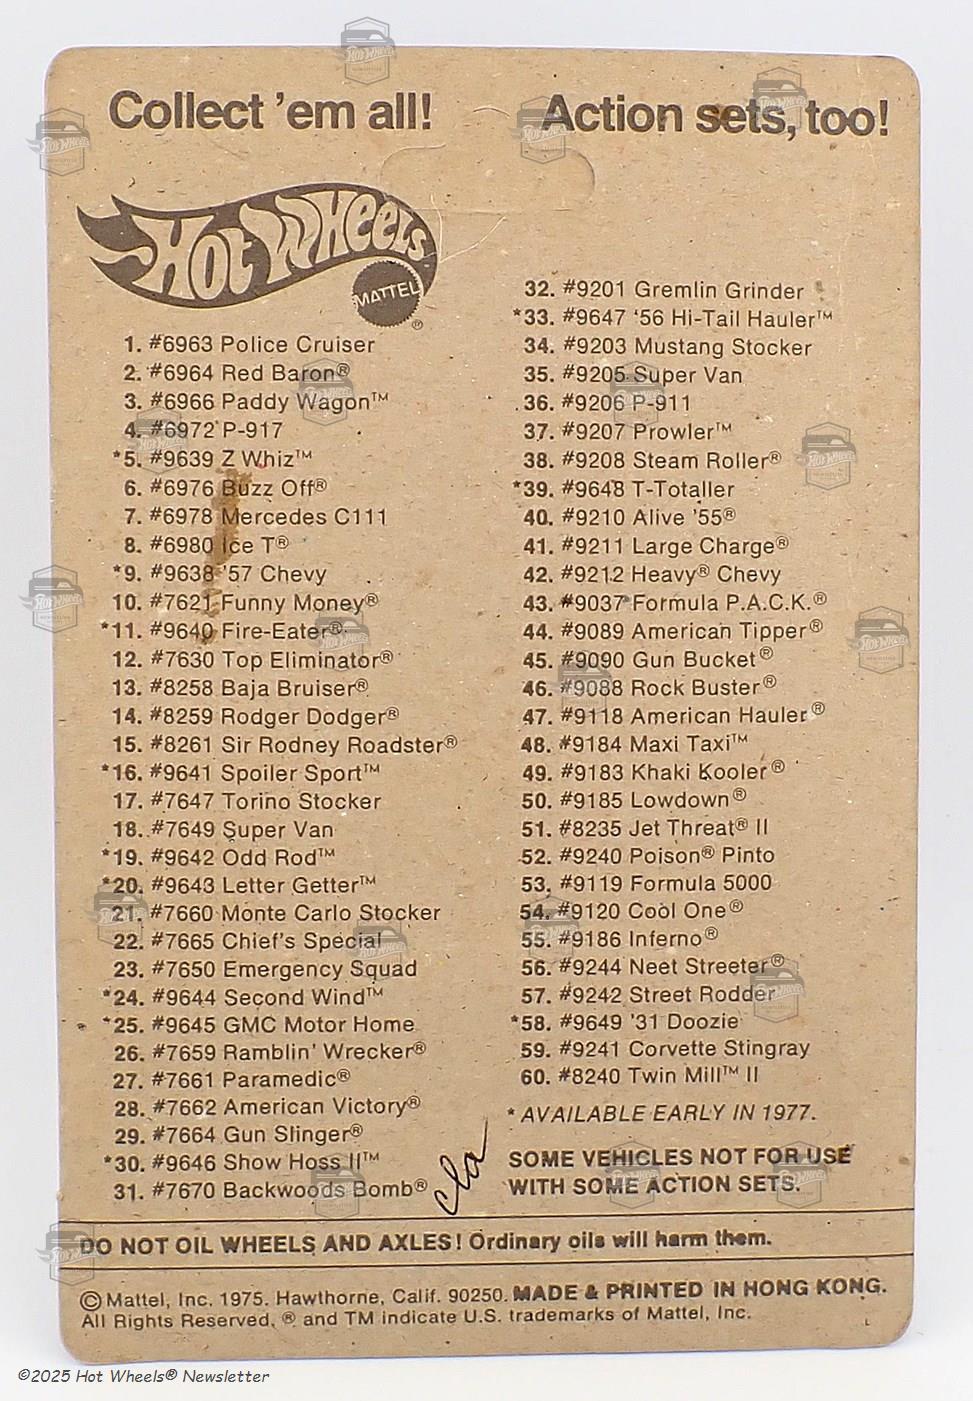 Collect 'em all!
Action sets, too!
HOT WHEELS
MATTEL®
1. #6963 Police Cruiser
2. #6964 Red Baron®
3. #6966 Paddy Wagon™
4. #6972 P-917
*5. #9639 Z Whiz™
6. #6976 Buzz Off®
7. #6978 Mercedes C111
8. #6980 Ice T®
*9. #9638 '57 Chevy
10. #7621 Funny Money®
*11. #9640 Fire-Eater®
12. #7630 Top Eliminator®
13. #8258 Baja Bruiser®
14. #8259 Rodger Dodger®
15. #8261 Sir Rodney Roadster®
*16. #9641 Spoiler Sport™
17. #7647 Torino Stocker
18. #7649 Super Van
*19. #9642 Odd Rod™
*20. #9643 Letter Getter™
21. #7660 Monte Carlo Stocker
22. #7665 Chief's Special
23. #7650 Emergency Squad
*24. #9644 Second Wind™
*25. #9645 GMC Motor Home
26. #7659 Ramblin' Wrecker®
27. #7661 Paramedic®
28. #7662 American Victory®
29. #7664 Gun Slinger®
*30. #9646 Show Hoss II™
31. #7670 Backwoods Bomb®
32. #9201 Gremlin Grinder
*33. #9647 '56 Hi-Tail Hauler™
34. #9203 Mustang Stocker
35. #9205 Super Van
36. #9206 P-911
37. #9207 Prowler™
38. #9208 Steam Roller®
*39. #9648 T-Totaller
40. #9210 Alive '55®
41. #9211 Large Charge®
42. #9212 Heavy® Chevy
43. #9037 Formula P.A.C.K.®
44. #9089 American Tipper®
45. #9090 Gun Bucket®
46. #9088 Rock Buster®
47. #9118 American Hauler®
48. #9184 Maxi Taxi™
49. #9183 Khaki Kooler®
50. #9185 Lowdown®
51. #8235 Jet Threat® II
52. #9240 Poison® Pinto
53. #9119 Formula 5000
54. #9120 Cool One®
55. #9186 Inferno®
56. #9244 Neet Streeter®
57. #9242 Street Rodder
*58. #9649 '31 Doozie
59. #9241 Corvette Stingray
60. #8240 Twin Mill™ II
* AVAILABLE EARLY IN 1977.
SOME VEHICLES NOT FOR USE
WITH SOME ACTION SETS.
DO NOT OIL WHEELS AND AXLES! Ordinary oils will harm them.
© Mattel, Inc. 1975. Hawthorne, Calif. 90250. MADE & PRINTED IN HONG KONG.
All Rights Reserved. ® and TM indicate U.S. trademarks of Mattel, Inc.
©2025 Hot Wheels® Newsletter